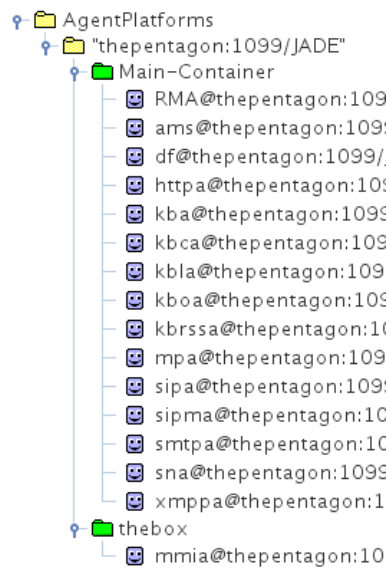 AgentPlatforms
"thepentagon:1099/JADE"
Main-Container
RMA@thepentagon:109
ams@thepentagon:109
df@thepentagon:1099/
httpa@thepentagon:109
kba@thepentagon:1099
kbca@thepentagon:109
kbla@thepentagon:109
kboa@thepentagon:109
kbrssa@thepentagon:10
mpa@thepentagon:109
sipa@thepentagon:109
sipma@thepentagon:10
smtpa@thepentagon:10
sna@thepentagon:1099
xmppa@thepentagon:1
thebox
mmia@thepentagon:10